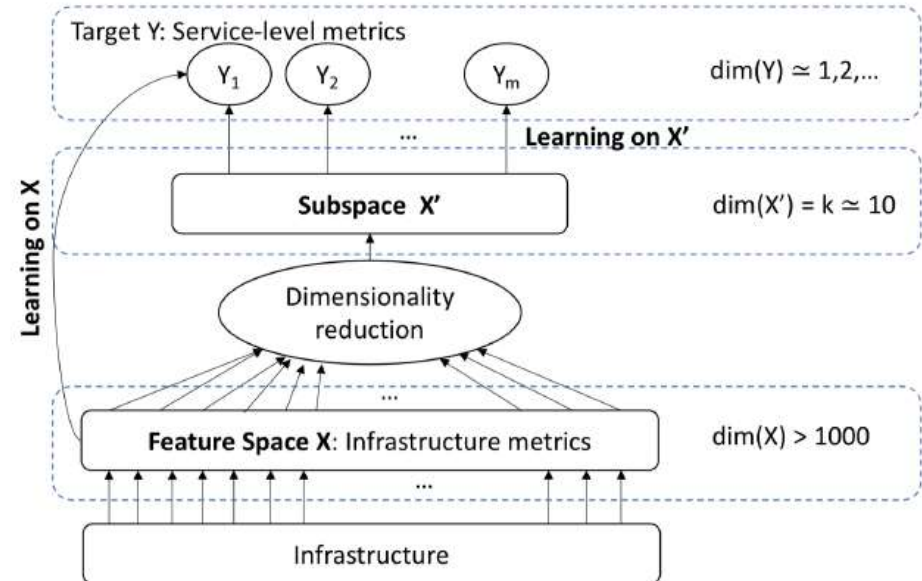 Target Y: Service-level metrics
Y₁
Y₂
Yₘ
dim(Y) ≃ 1,2,...
...
Learning on X'
Learning on X
Subspace X'
dim(X') = k ≃ 10
Dimensionality
reduction
...
Feature Space X: Infrastructure metrics
dim(X) > 1000
...
Infrastructure